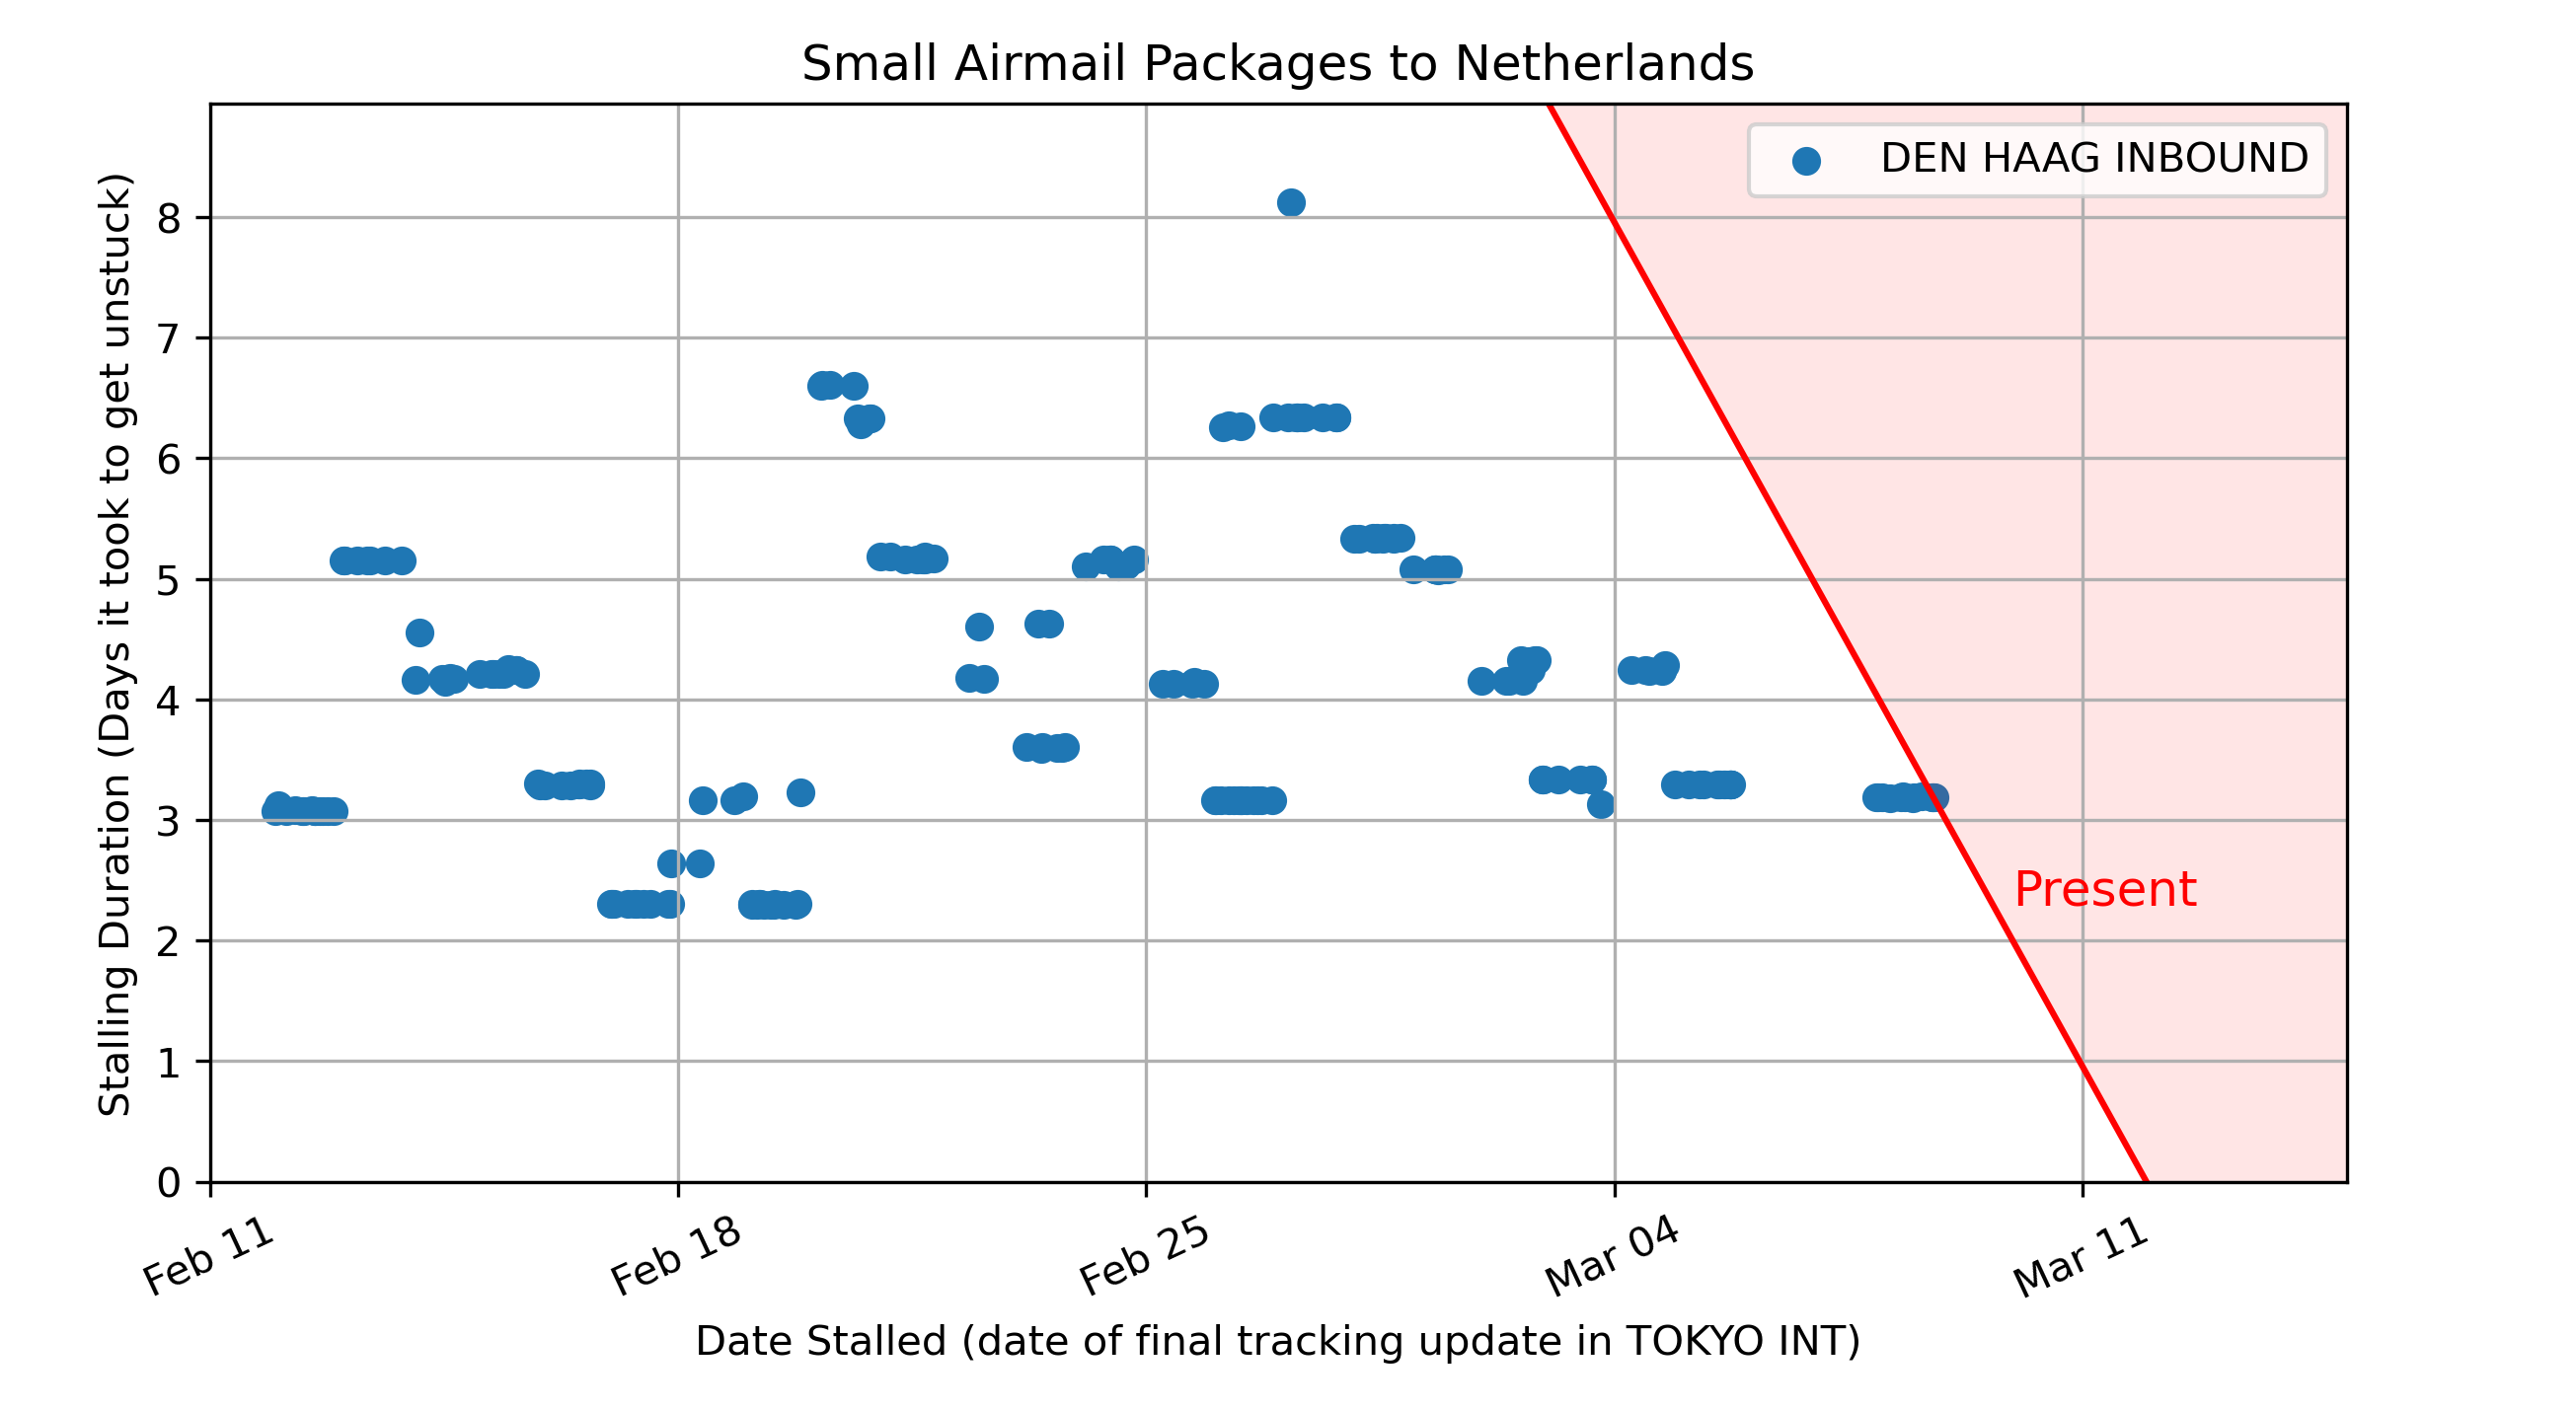 Small Airmail Packages to Netherlands
DEN HAAG INBOUND
Stalling Duration (Days it took to get unstuck)
8
7
6
5
4
3
2
1
0
Present
Feb 11
Feb 18
Feb 25
Mar 04
Mar 11
Date Stalled (date of final tracking update in TOKYO INT)